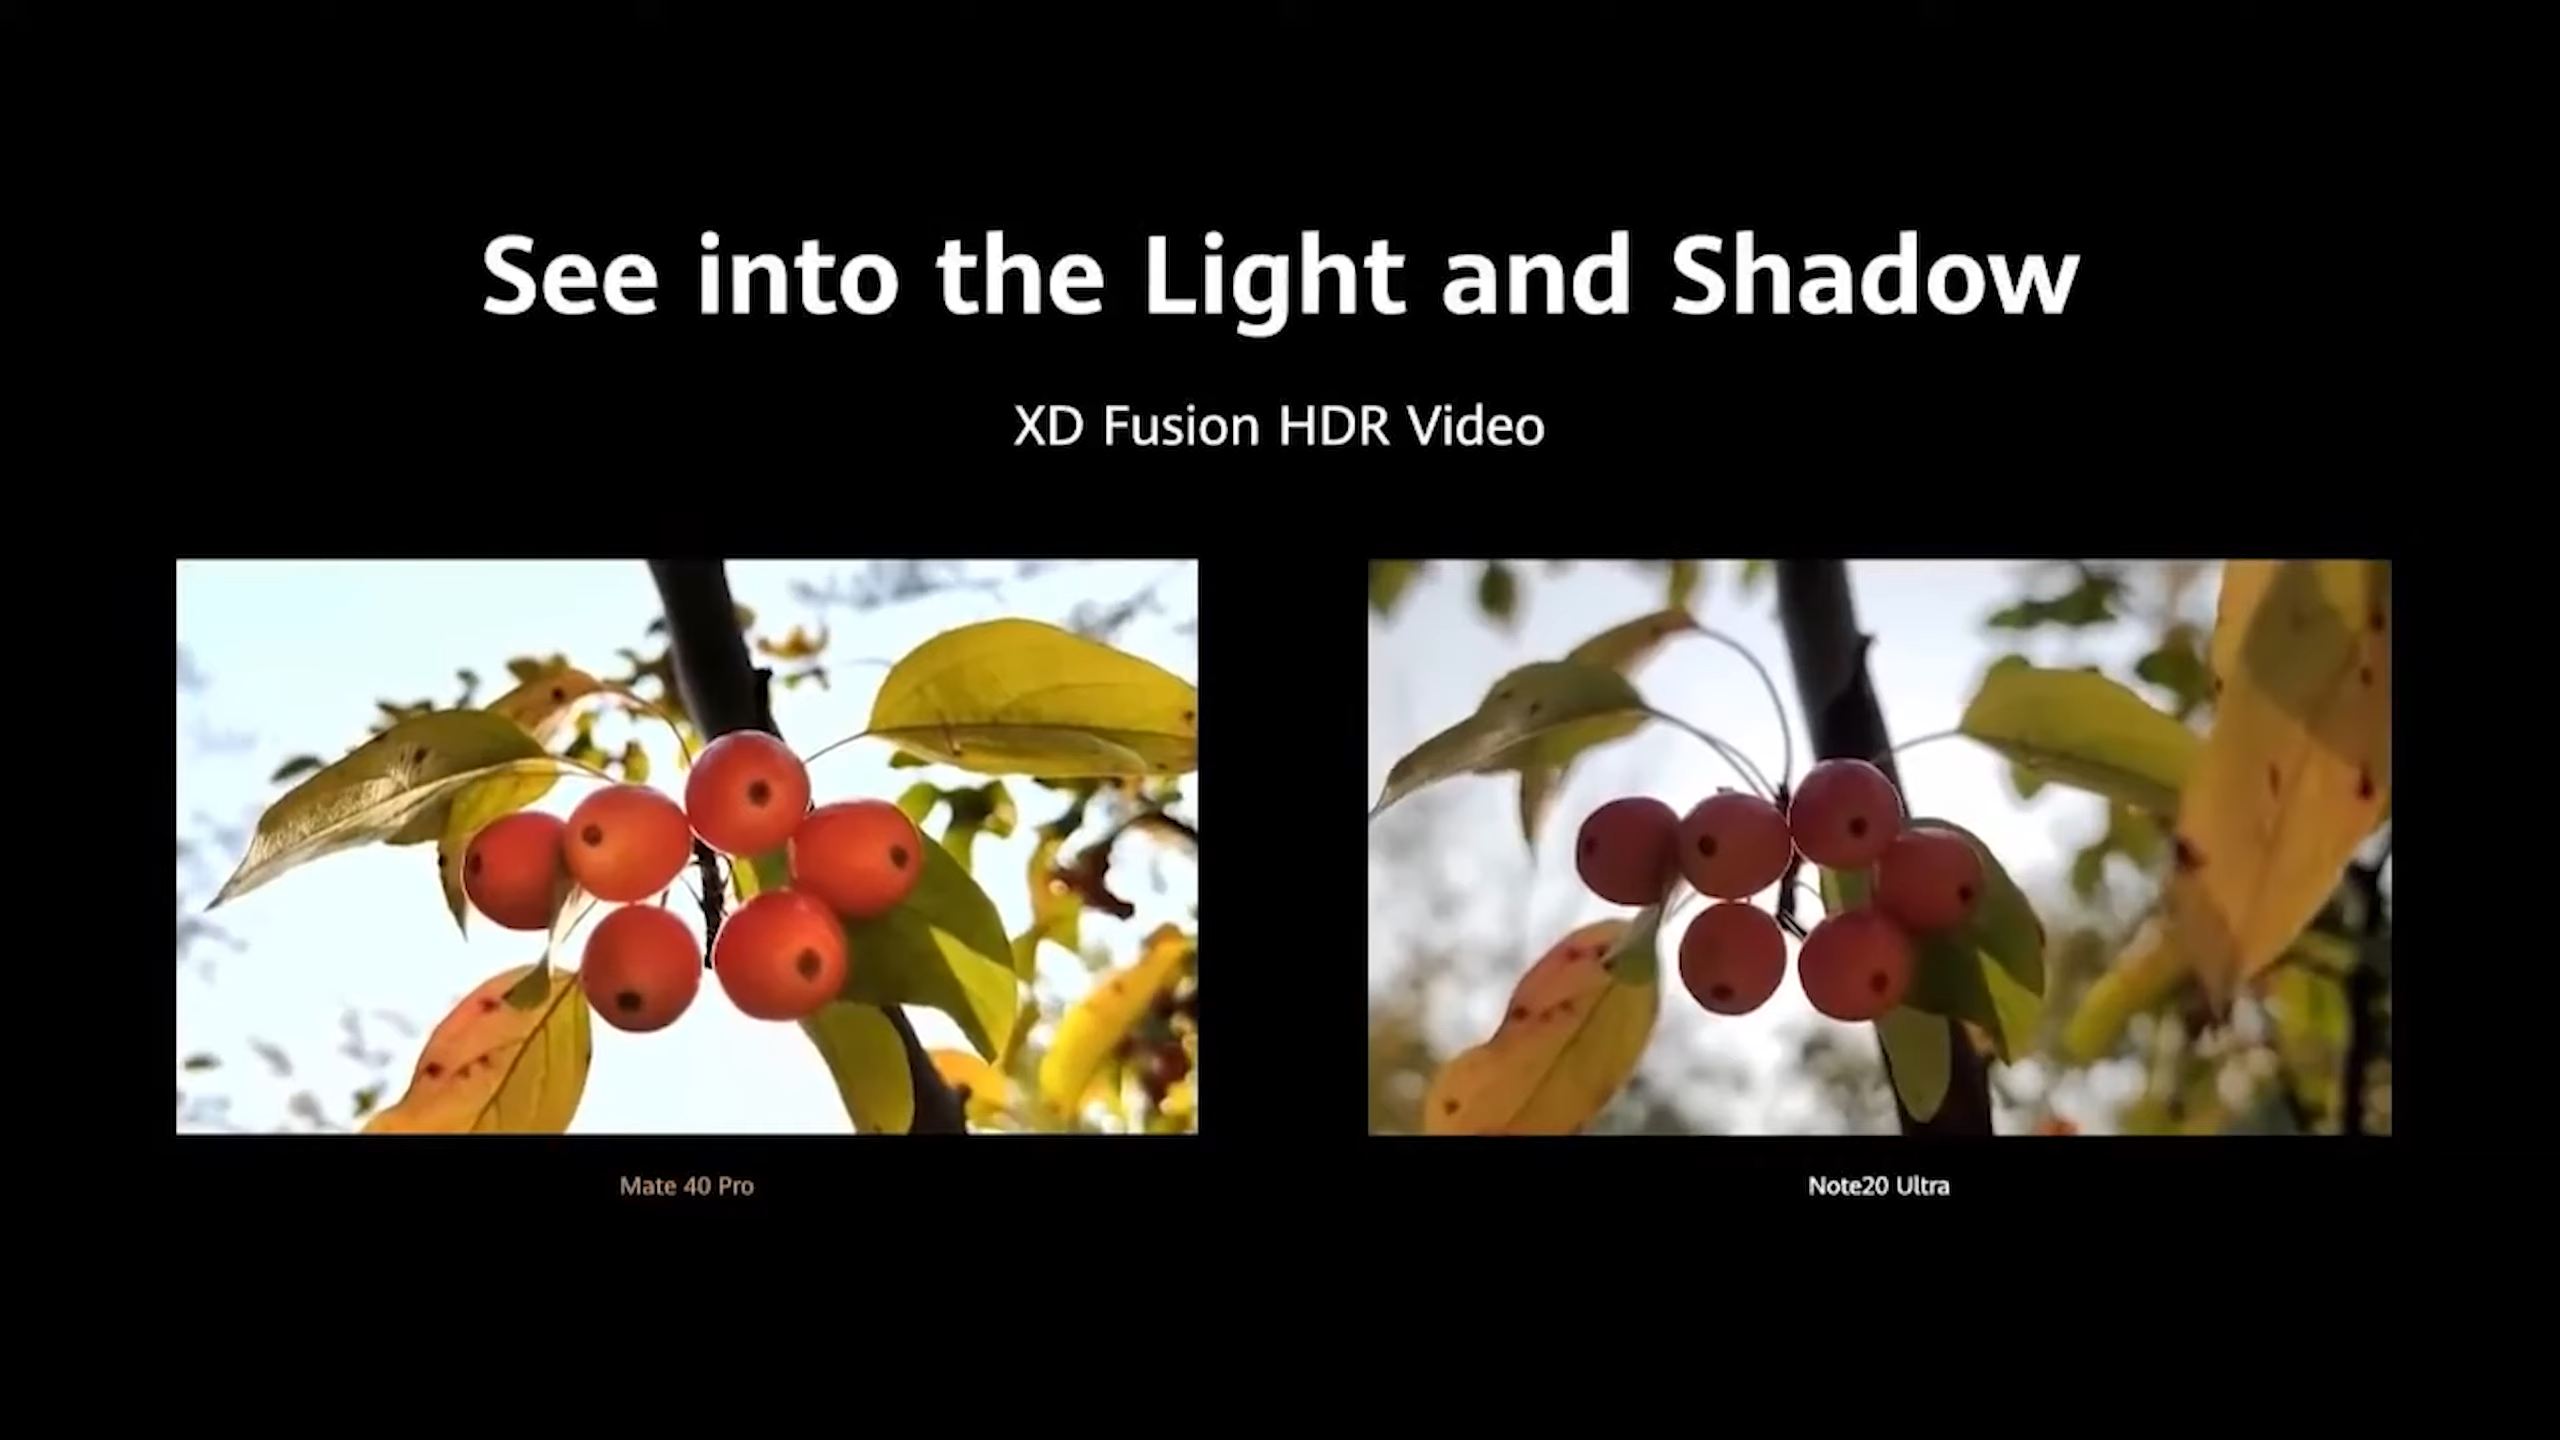 See into the Light and Shadow
XD Fusion HDR Video
Mate 40 Pro
Note20 Ultra